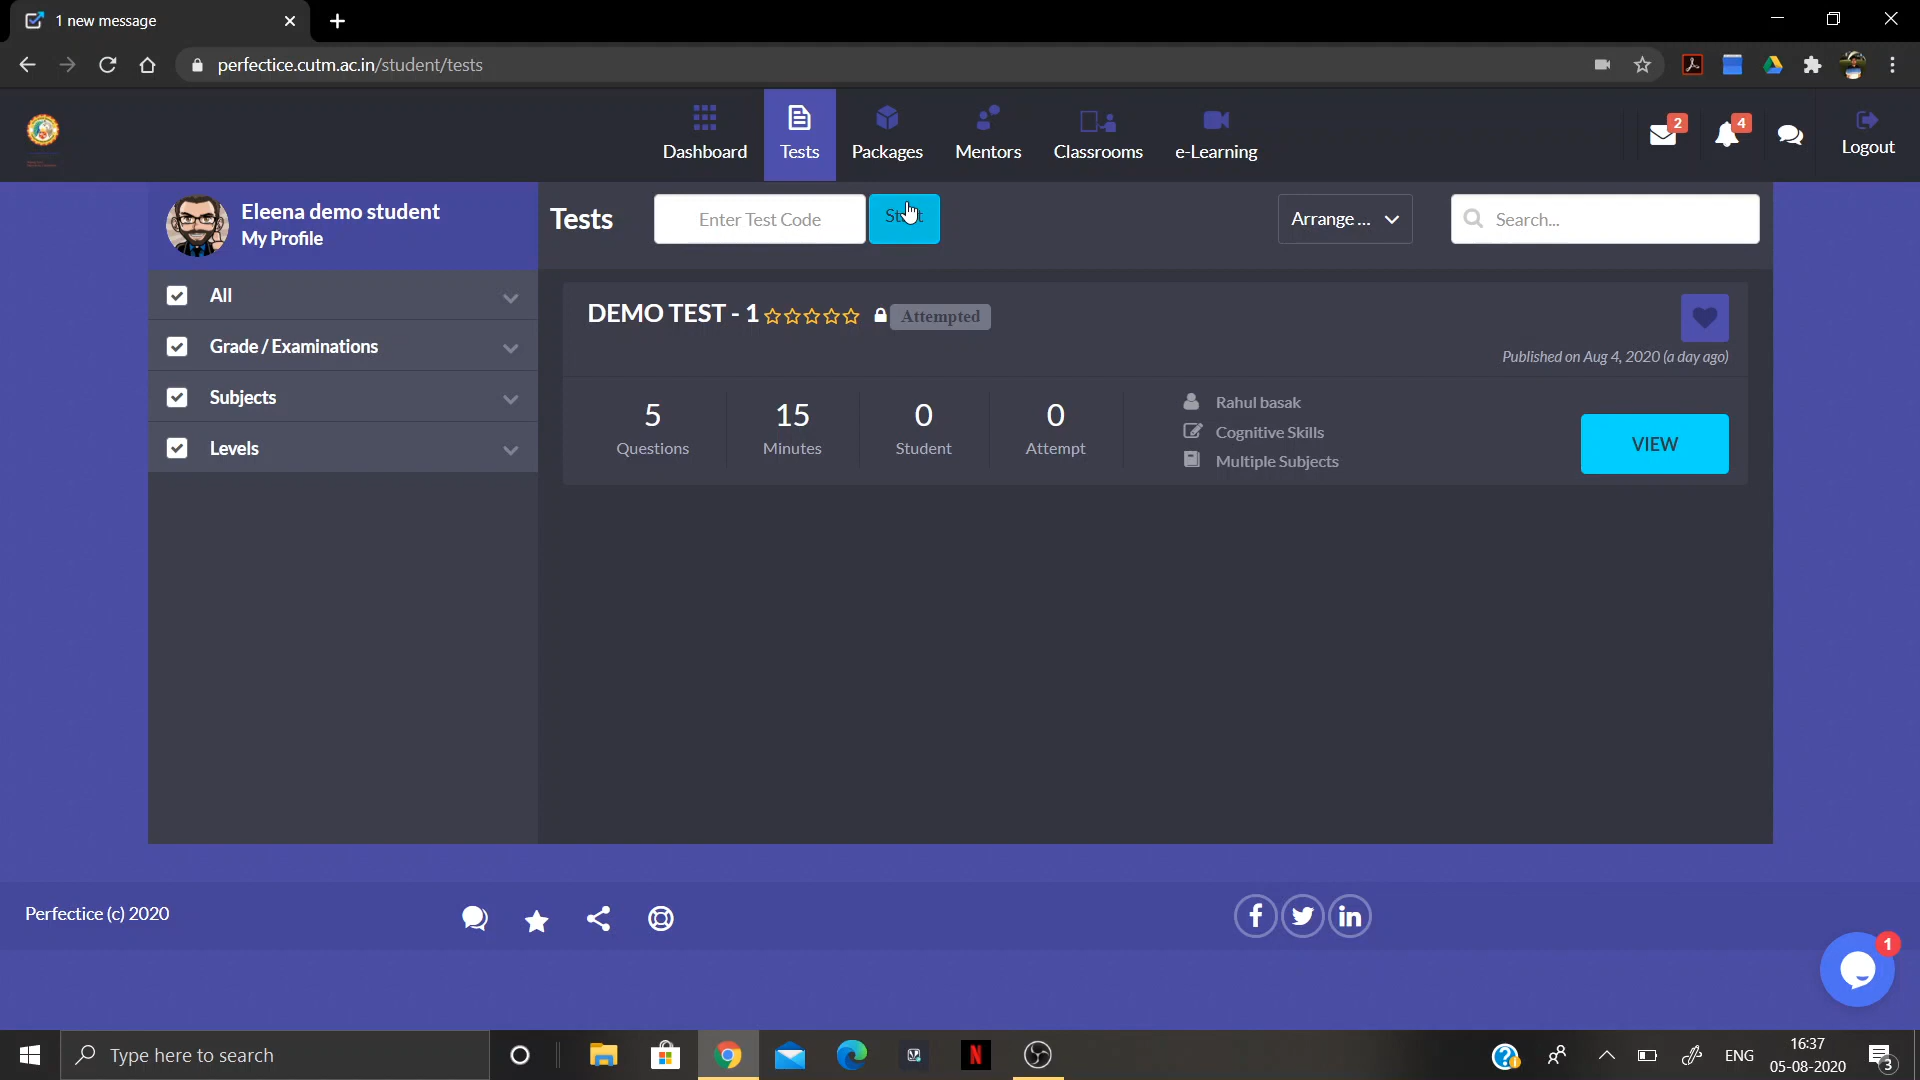 1 new message
perfectice.cutm.ac.in/student/tests
Dashboard
Tests
Packages
Mentors
Classrooms
e-Learning
2
4
Logout
Eleena demo student
My Profile
Tests
Enter Test Code
Arrange ...
Search...
All
Grade / Examinations
Subjects
Levels
DEMO TEST - 1
Attempted
Published on Aug 4, 2020 (a day ago)
5
Questions
15
Minutes
0
Student
0
Attempt
Rahul basak
Cognitive Skills
Multiple Subjects
VIEW
Perfectice (c) 2020
1
Type here to search
ENG
16:37
05-08-2020
3